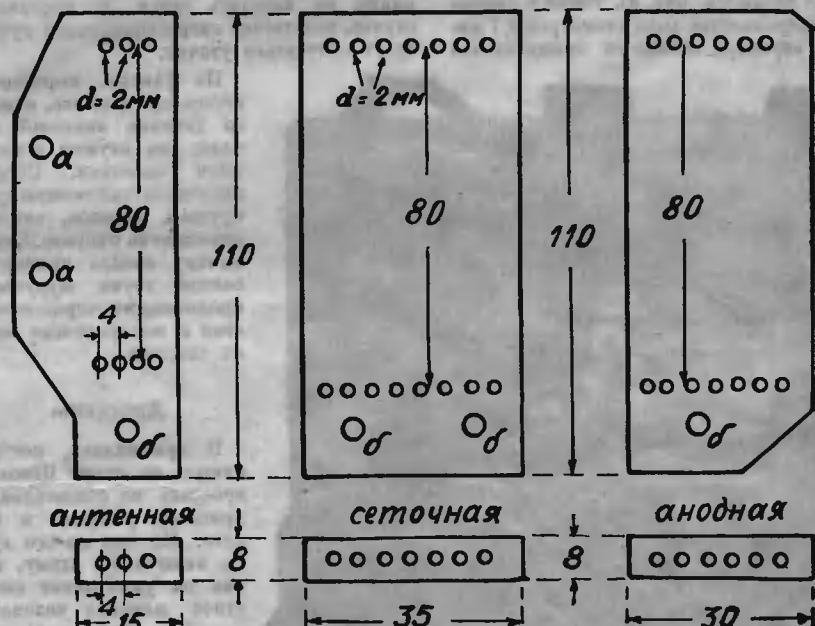 d=2мм
d=2мм
а
80
110
80
110
80
а
4
б
б
б
б
антенная
сеточная
анодная
8
8
4
15
35
30